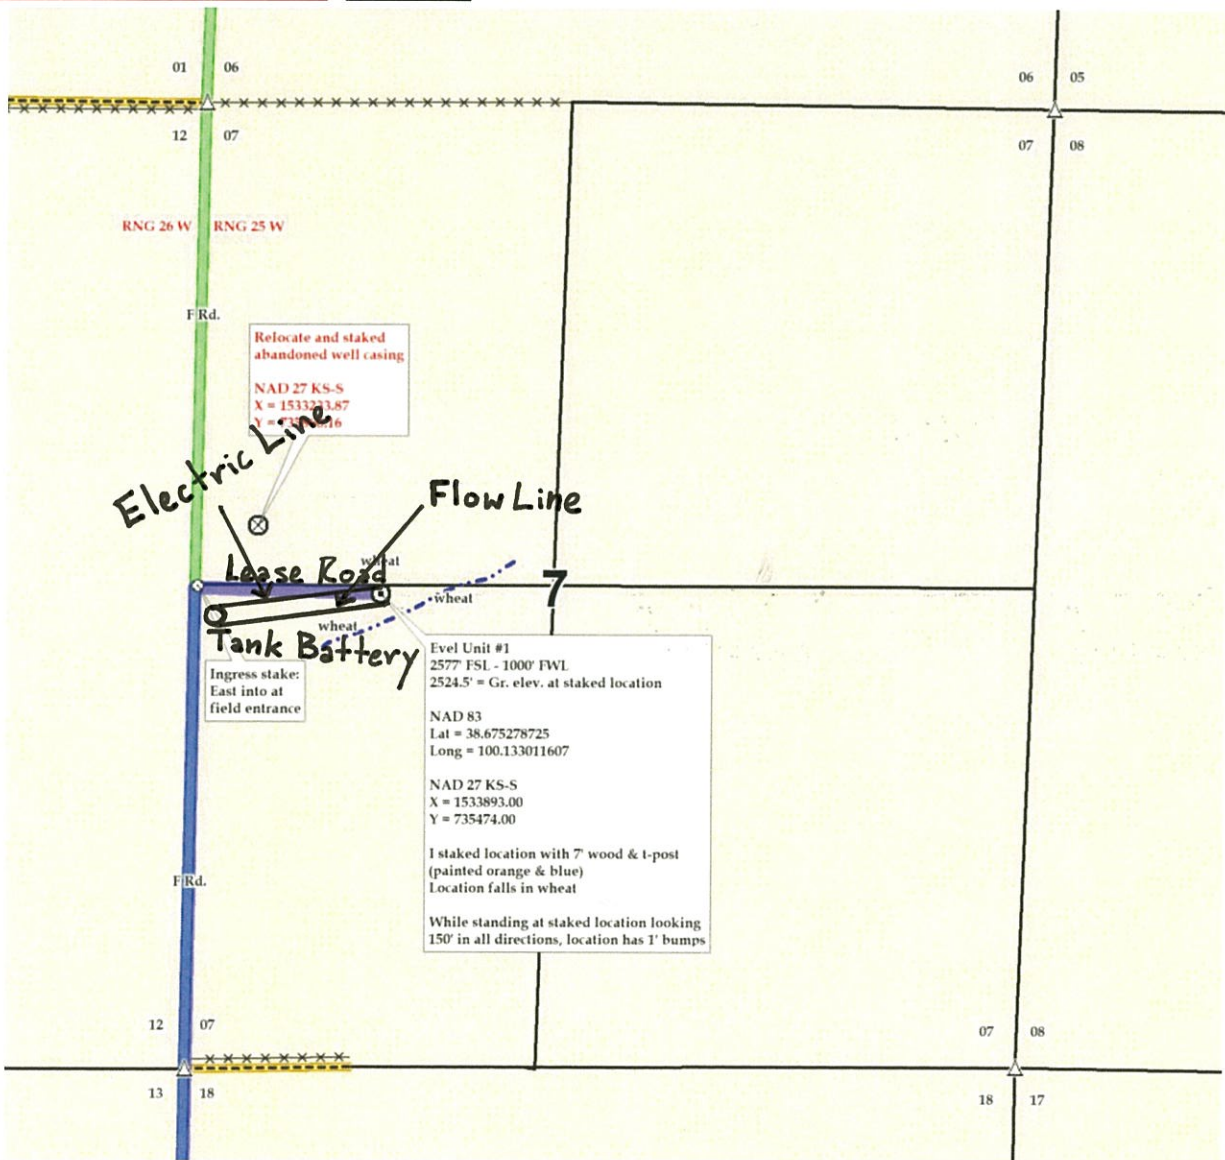 01 06
06 05
12 07
07 08
RNG 26 W RNG 25 W
F Rd.
Relocate and staked
abandoned well casing
NAD 27 KS-S
X = 1533233.87
Electric Line
Flow Line
wheat
Lease Road
7
wheat
wheat
Tank Battery
Ingress stake:
East into at
field entrance
Evel Unit #1
2577' FSL - 1000' FWL
2524.5' = Gr. elev. at staked location
NAD 83
Lat = 38.675278725
Long = 100.133011607
NAD 27 KS-S
X = 1533893.00
Y = 735474.00
I staked location with 7' wood & t-post
(painted orange & blue)
Location falls in wheat
While standing at staked location looking
150' in all directions, location has 1' bumps
F Rd.
12 07
07 08
13 18
18 17